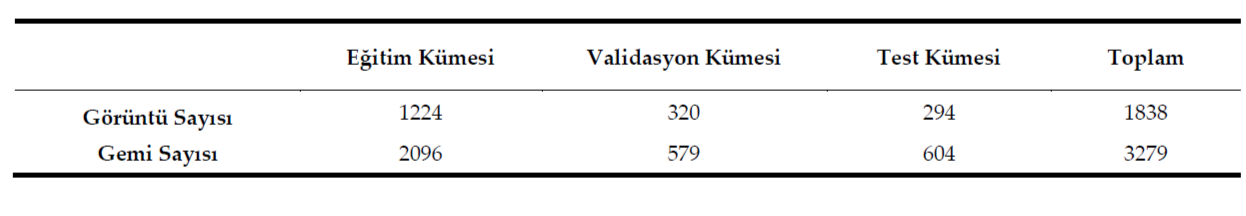 Eğitim Kümesi Validasyon Kümesi Test Kümesi Toplam
Görüntü Sayısı 1224 320 294 1838
Gemi Sayısı 2096 579 604 3279